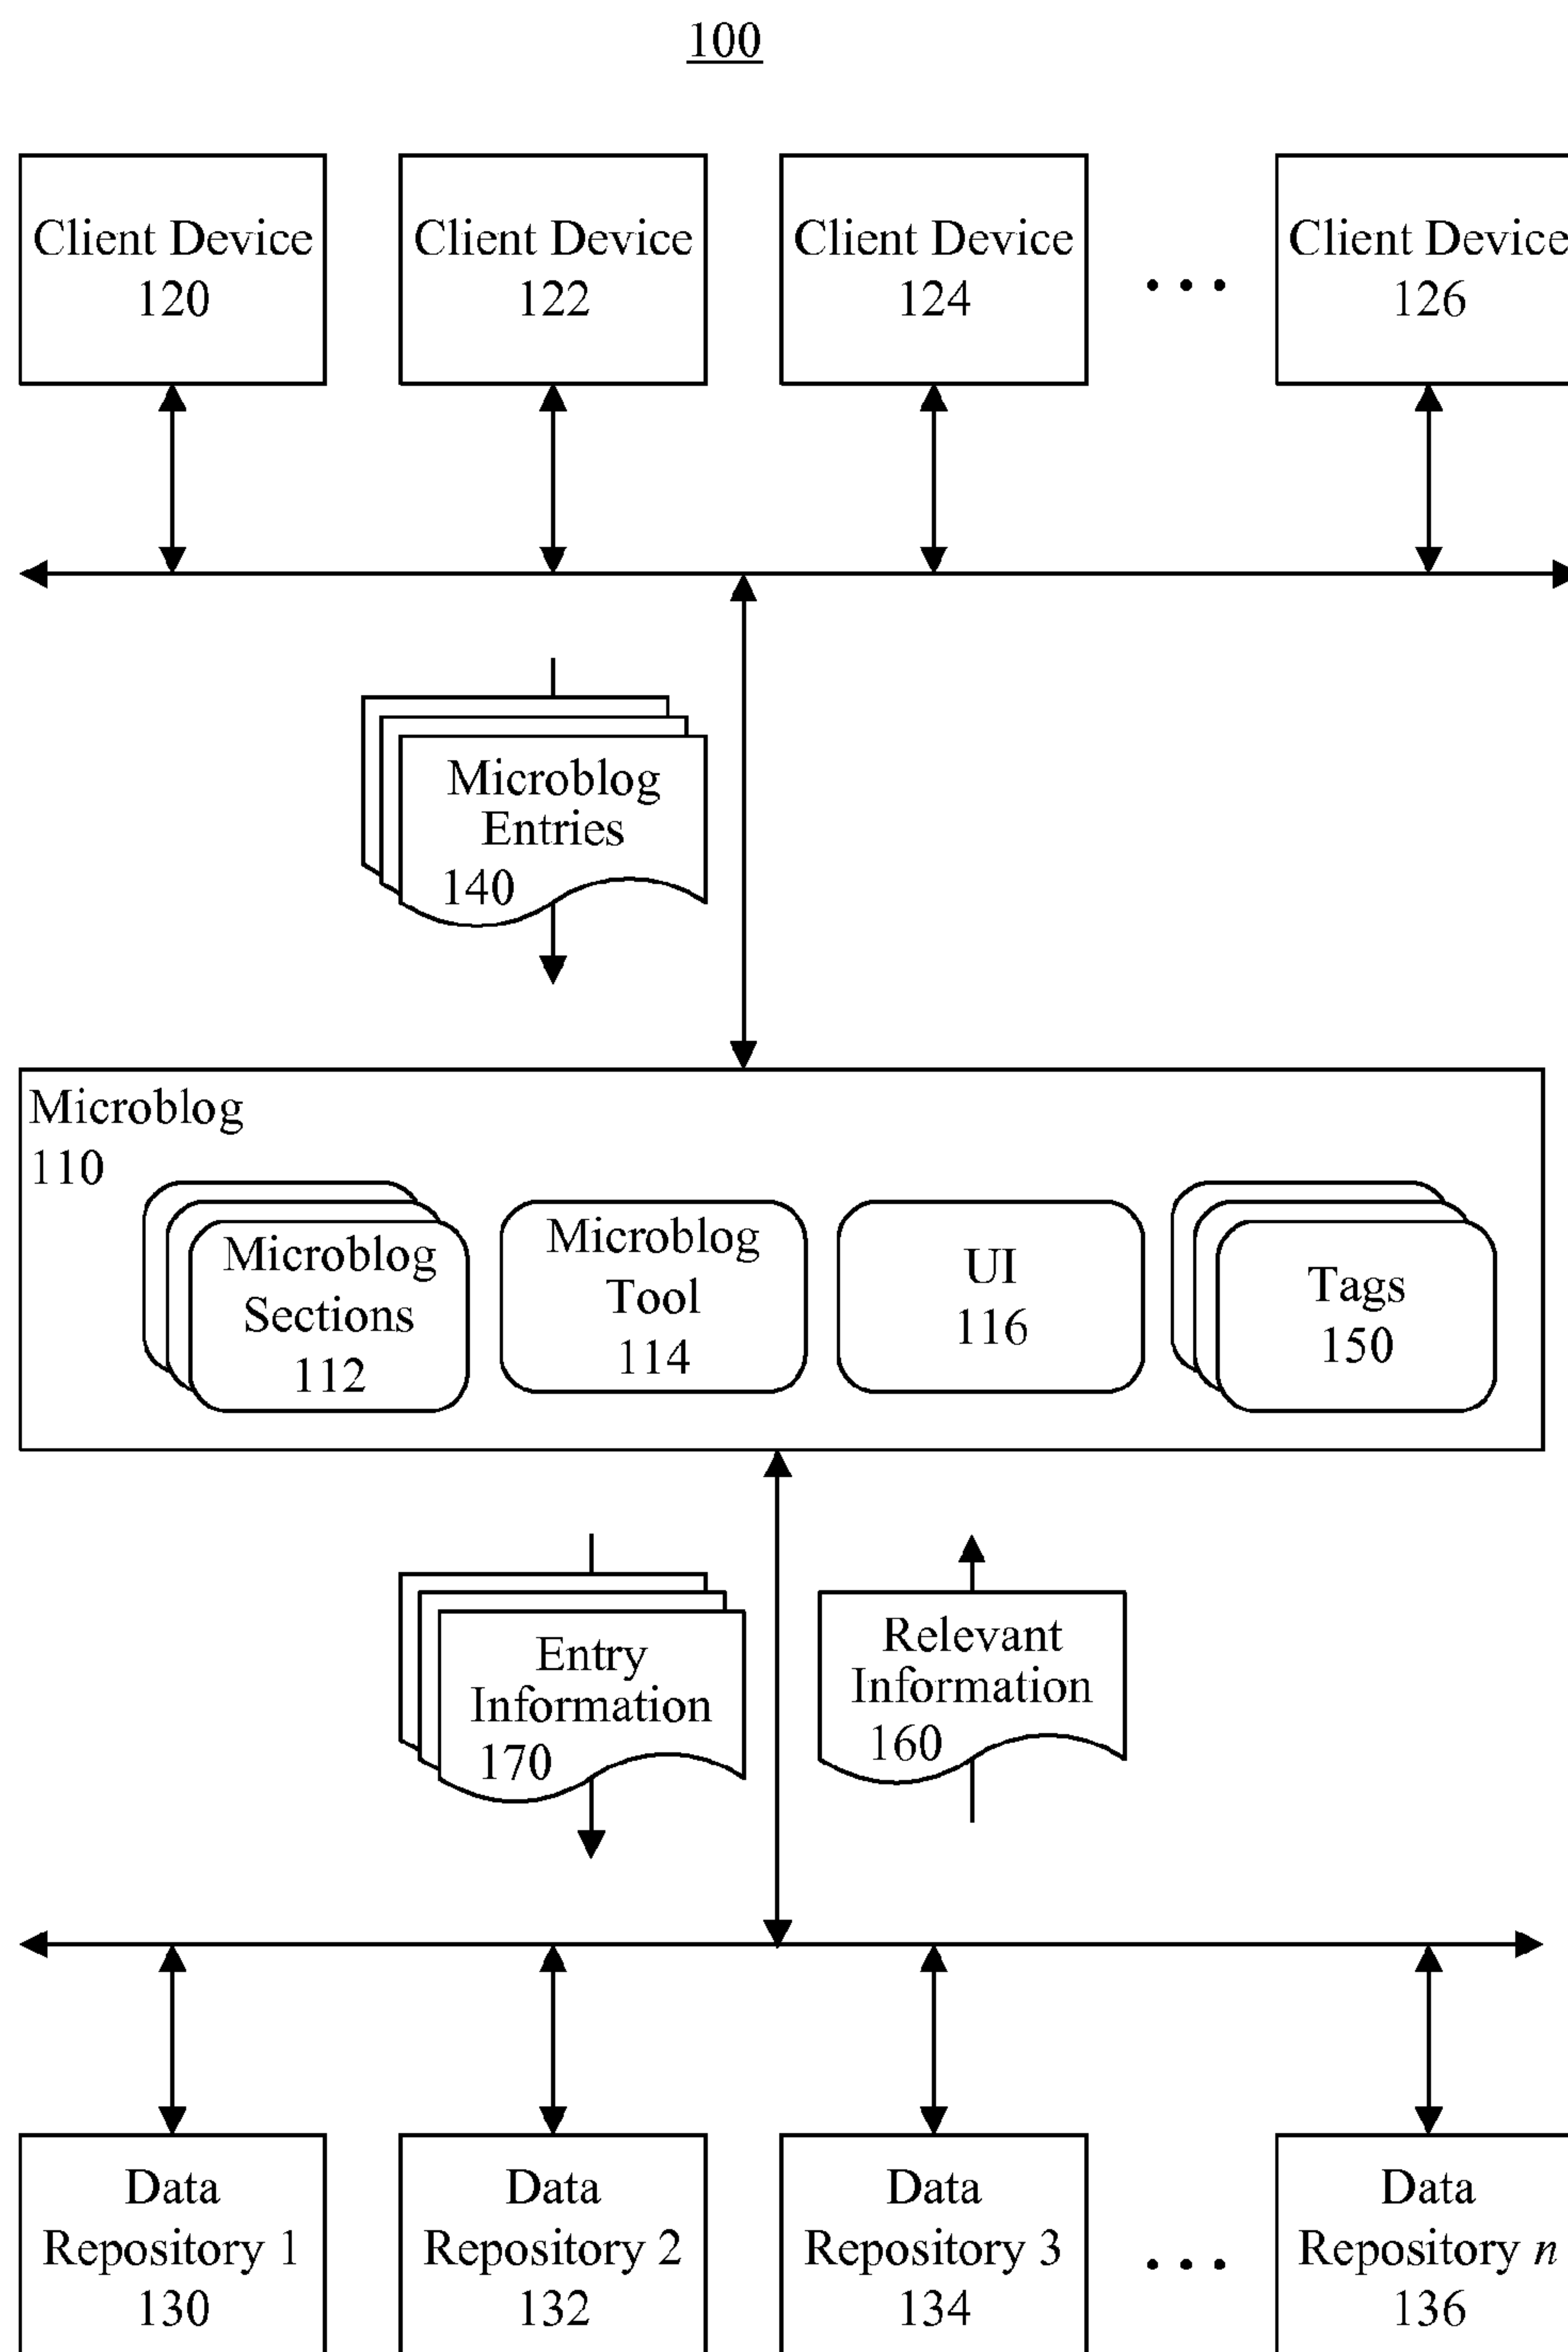 100
Client Device
120
Client Device
122
Client Device
124
. . .
Client Device
126
Microblog
Entries
140
Microblog
110
Microblog
Sections
112
Microblog
Tool
114
UI
116
Tags
150
Entry
Information
170
Relevant
Information
160
Data
Repository 1
130
Data
Repository 2
132
Data
Repository 3
134
. . .
Data
Repository n
136